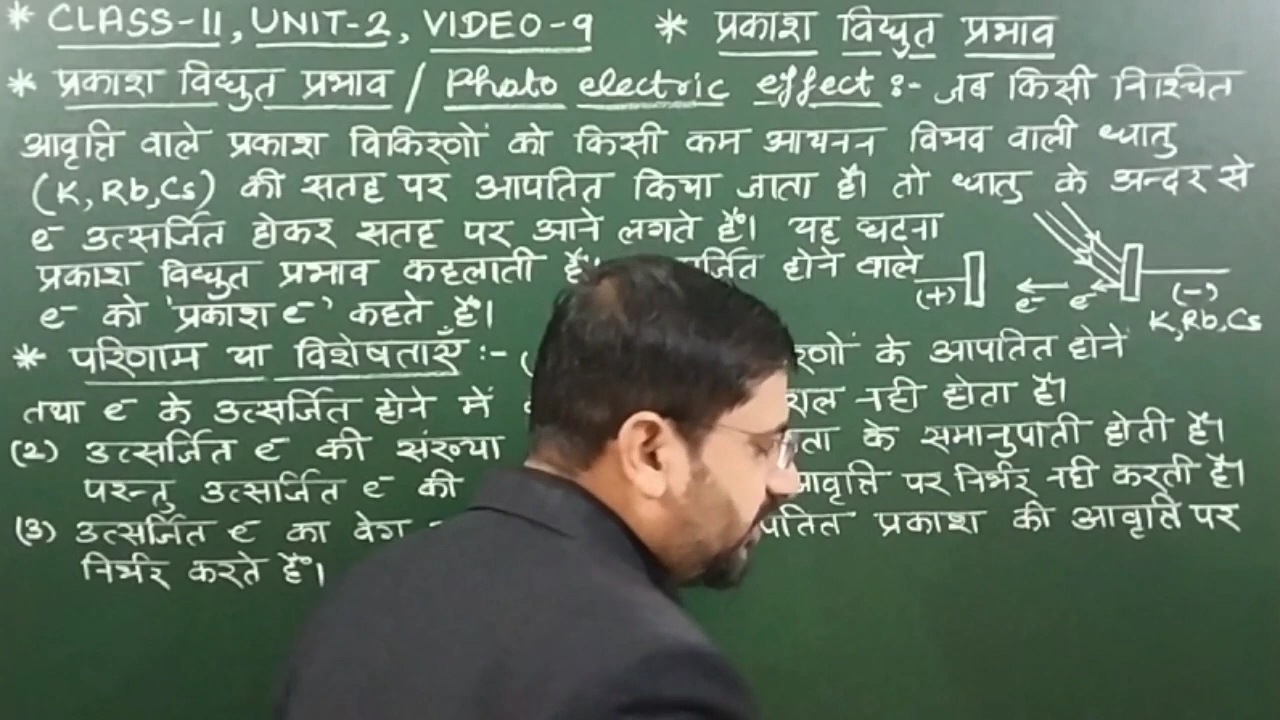 * CLASS-11, UNIT-2, VIDEO-9 * प्रकाश विद्युत प्रभाव
* प्रकाश विद्युत प्रभाव / Photo electric effect :- जब किसी निश्चित
आवृत्ति वाले प्रकाश विकिरणों को किसी कम आयनन विभव वाली धातु
(K, Rb, Cs) की सतह पर आपतित किया जाता है। तो धातु के अन्दर से
e⁻ उत्सर्जित होकर सतह पर आने लगते हैं। यह घटना
प्रकाश विद्युत प्रभाव कहलाती है। होने वाले
e⁻ को 'प्रकाश e⁻' कहते हैं।
(+) e⁻ e⁻ (-)
K, Rb, Cs
* परिणाम या विशेषताएँ :- के आपतित होने
तथा e⁻ के उत्सर्जित होने में नही होता है।
(2) उत्सर्जित e⁻ की संख्या के समानुपाती होती है।
परन्तु उत्सर्जित e⁻ की आवृत्ति पर निर्भर नही करती है।
(3) उत्सर्जित e⁻ का वेग प्रकाश की आवृत्ति पर
निर्भर करते हैं।